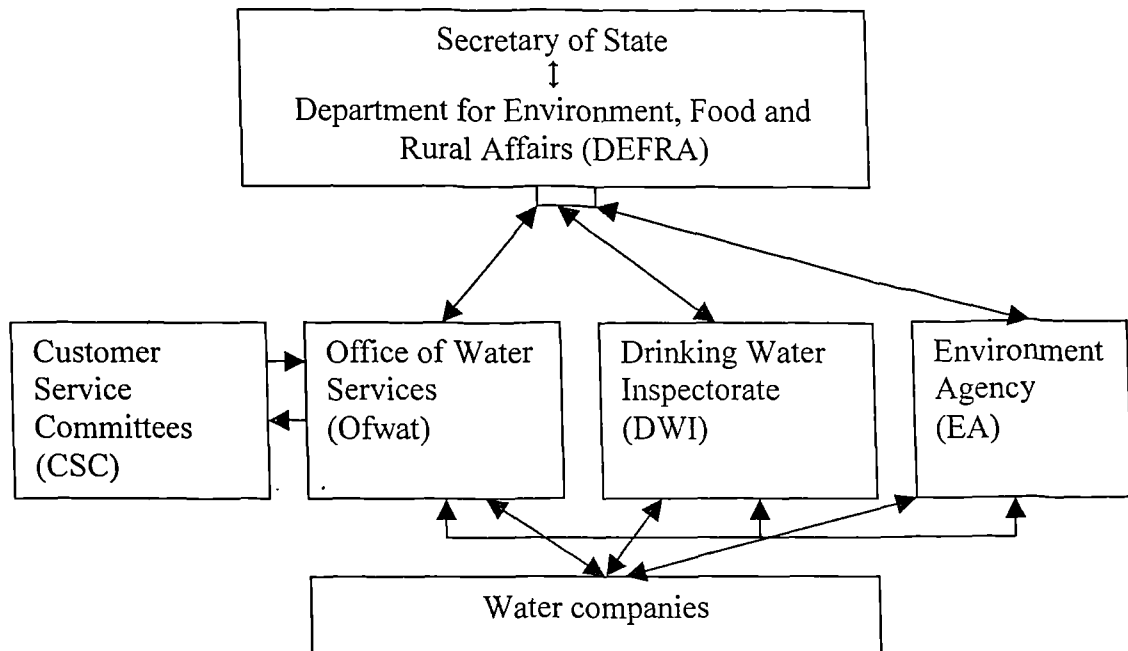 Secretary of State
↕
Department for Environment, Food and
Rural Affairs (DEFRA)
Customer
Service
Committees
(CSC)
Office of Water
Services
(Ofwat)
Drinking Water
Inspectorate
(DWI)
Environment
Agency
(EA)
Water companies